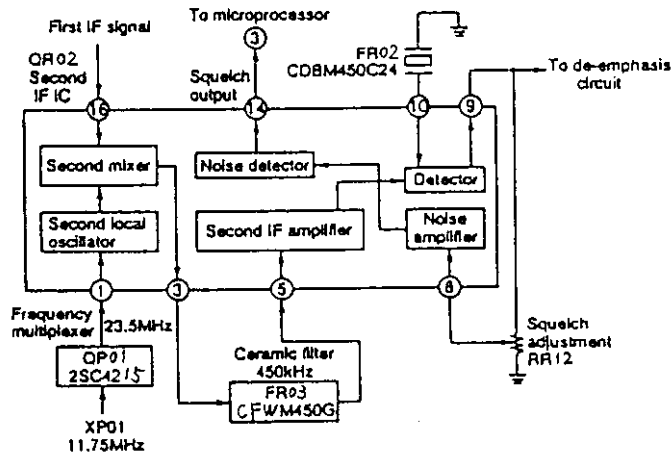 To microprocessor
First IF signal
3
FR02
CDBM450C24
QR02
Second
IF IC
Squelch
output
To de-emphasis
circuit
16
14
10
9
Second mixer
Noise detector
Detector
Second local
oscillator
Second IF amplifier
Noise
amplifier
1
3
5
8
Frequency
multiplexer
23.5MHz
Squelch
adjustment
RR12
QP01
2SC4215
Ceramic filter
450kHz
FR03
CFWM450G
XP01
11.75MHz